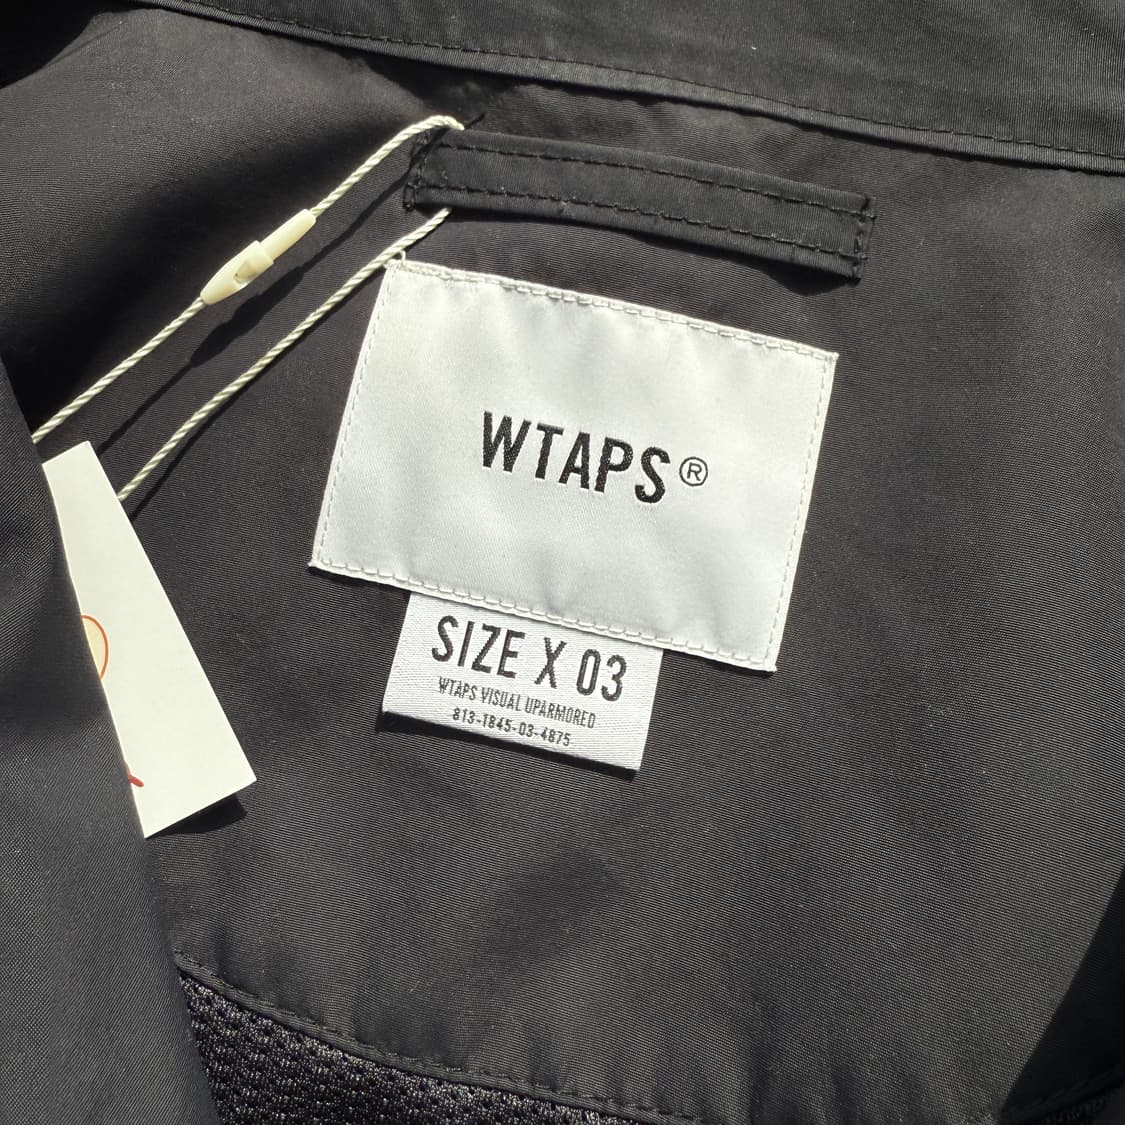 WTAPS®
SIZE X 03
WTAPS VISUAL UPARMORED
813-1845-03-4875